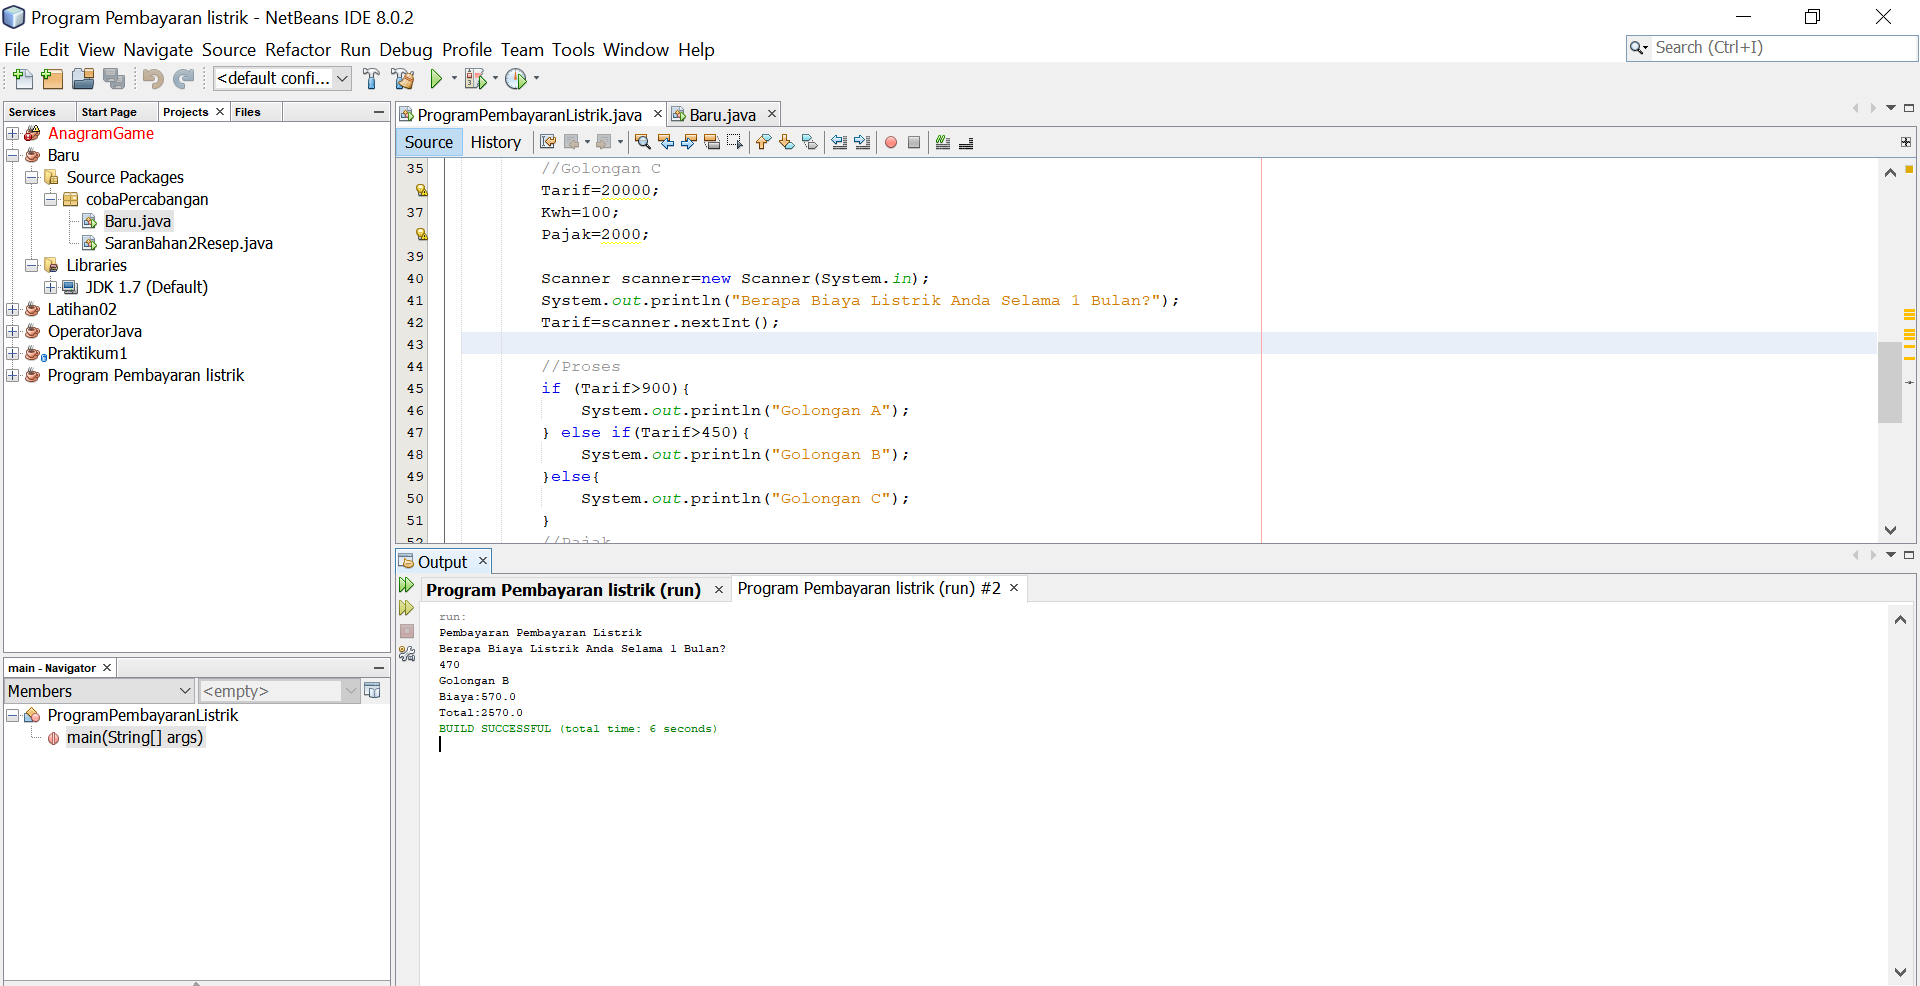 Program Pembayaran listrik - NetBeans IDE 8.0.2
File Edit View Navigate Source Refactor Run Debug Profile Team Tools Window Help
Search (Ctrl+I)
<default confi...
Services Start Page Projects Files
AnagramGame
Baru
Source Packages
cobaPercabangan
Baru.java
SaranBahan2Resep.java
Libraries
JDK 1.7 (Default)
Latihan02
OperatorJava
Praktikum1
Program Pembayaran listrik
main - Navigator
Members <empty>
ProgramPembayaranListrik
main(String[] args)
ProgramPembayaranListrik.java Baru.java
Source History
35 //Golongan C
Tarif=20000;
37 Kwh=100;
Pajak=2000;
39
40 Scanner scanner=new Scanner(System.in);
41 System.out.println("Berapa Biaya Listrik Anda Selama 1 Bulan?");
42 Tarif=scanner.nextInt();
43
44 //Proses
45 if (Tarif>900){
46 System.out.println("Golongan A");
47 } else if(Tarif>450){
48 System.out.println("Golongan B");
49 }else{
50 System.out.println("Golongan C");
51 }
52 //Pajak
Output
Program Pembayaran listrik (run) Program Pembayaran listrik (run) #2
run:
Pembayaran Pembayaran Listrik
Berapa Biaya Listrik Anda Selama 1 Bulan?
470
Golongan B
Biaya:570.0
Total:2570.0
BUILD SUCCESSFUL (total time: 6 seconds)